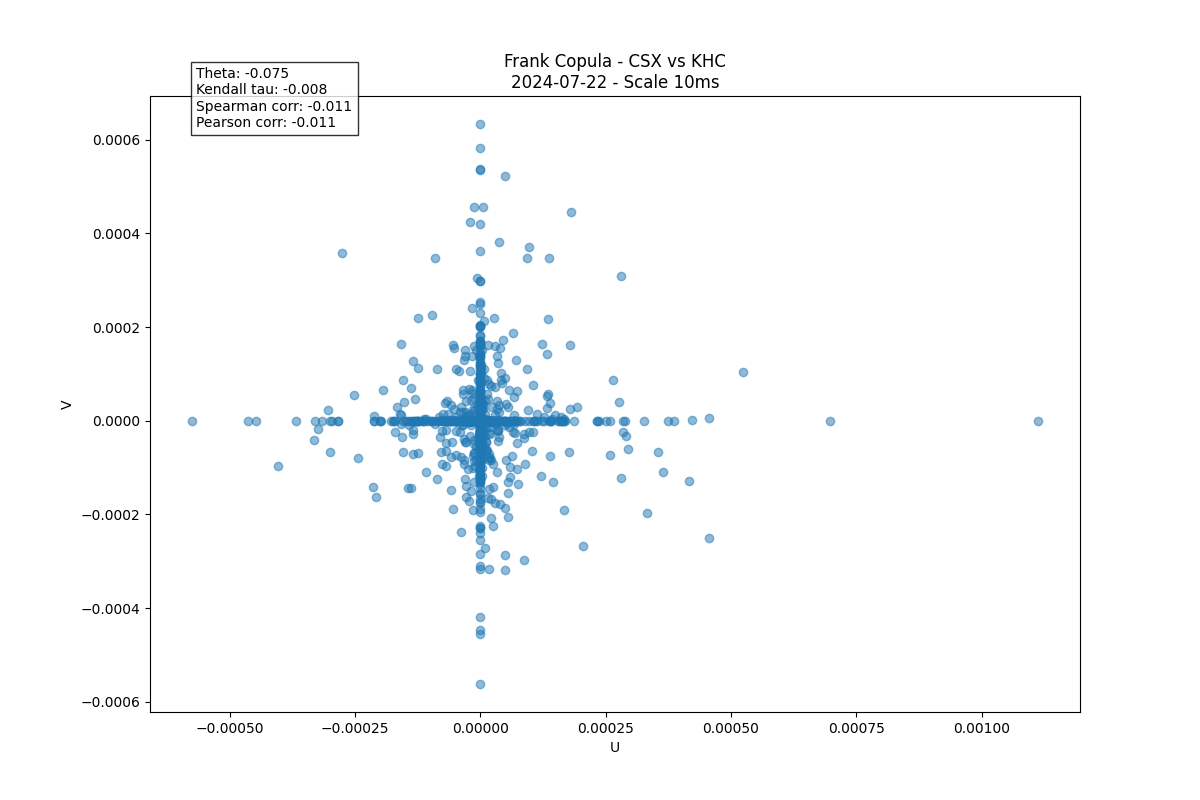 Frank Copula - CSX vs KHC
2024-07-22 - Scale 10ms
Theta: -0.075
Kendall tau: -0.008
Spearman corr: -0.011
Pearson corr: -0.011
V
0.0006
0.0004
0.0002
0.0000
−0.0002
−0.0004
−0.0006
−0.00050
−0.00025
0.00000
0.00025
0.00050
0.00075
0.00100
U